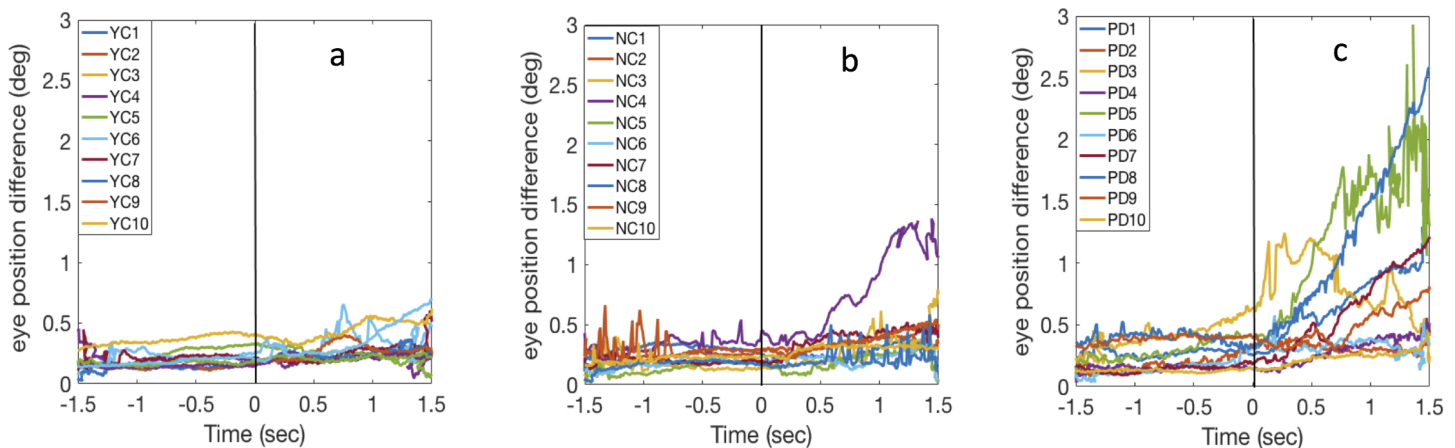 a
eye position difference (deg)
3
2.5
2
1.5
1
0.5
0
YC1
YC2
YC3
YC4
YC5
YC6
YC7
YC8
YC9
YC10
-1.5 -1 -0.5 0 0.5 1 1.5
Time (sec)
b
eye position difference (deg)
3
2.5
2
1.5
1
0.5
0
NC1
NC2
NC3
NC4
NC5
NC6
NC7
NC8
NC9
NC10
-1.5 -1 -0.5 0 0.5 1 1.5
Time (sec)
c
eye position difference (deg)
3
2.5
2
1.5
1
0.5
0
PD1
PD2
PD3
PD4
PD5
PD6
PD7
PD8
PD9
PD10
-1.5 -1 -0.5 0 0.5 1 1.5
Time (sec)